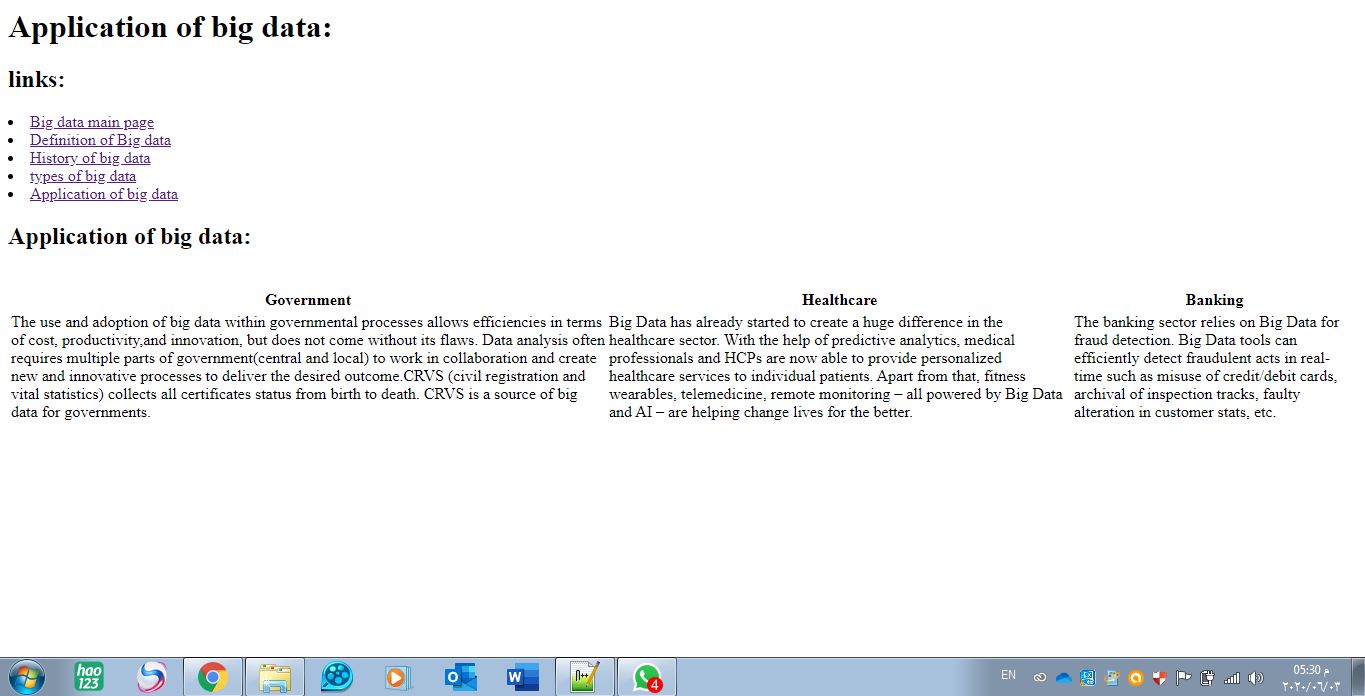 Application of big data:
links:
Big data main page
Definition of Big data
History of big data
types of big data
Application of big data
Application of big data:
Government
The use and adoption of big data within governmental processes allows efficiencies in terms
of cost, productivity,and innovation, but does not come without its flaws. Data analysis often
requires multiple parts of government(central and local) to work in collaboration and create
new and innovative processes to deliver the desired outcome.CRVS (civil registration and
vital statistics) collects all certificates status from birth to death. CRVS is a source of big
data for governments.
Healthcare
Big Data has already started to create a huge difference in the
healthcare sector. With the help of predictive analytics, medical
professionals and HCPs are now able to provide personalized
healthcare services to individual patients. Apart from that, fitness
wearables, telemedicine, remote monitoring – all powered by Big Data
and AI – are helping change lives for the better.
Banking
The banking sector relies on Big Data for
fraud detection. Big Data tools can
efficiently detect fraudulent acts in real-
time such as misuse of credit/debit cards,
archival of inspection tracks, faulty
alteration in customer stats, etc.
hao
123
4
EN
05:30 م
٢٠٢٠/٠٦/٠٣